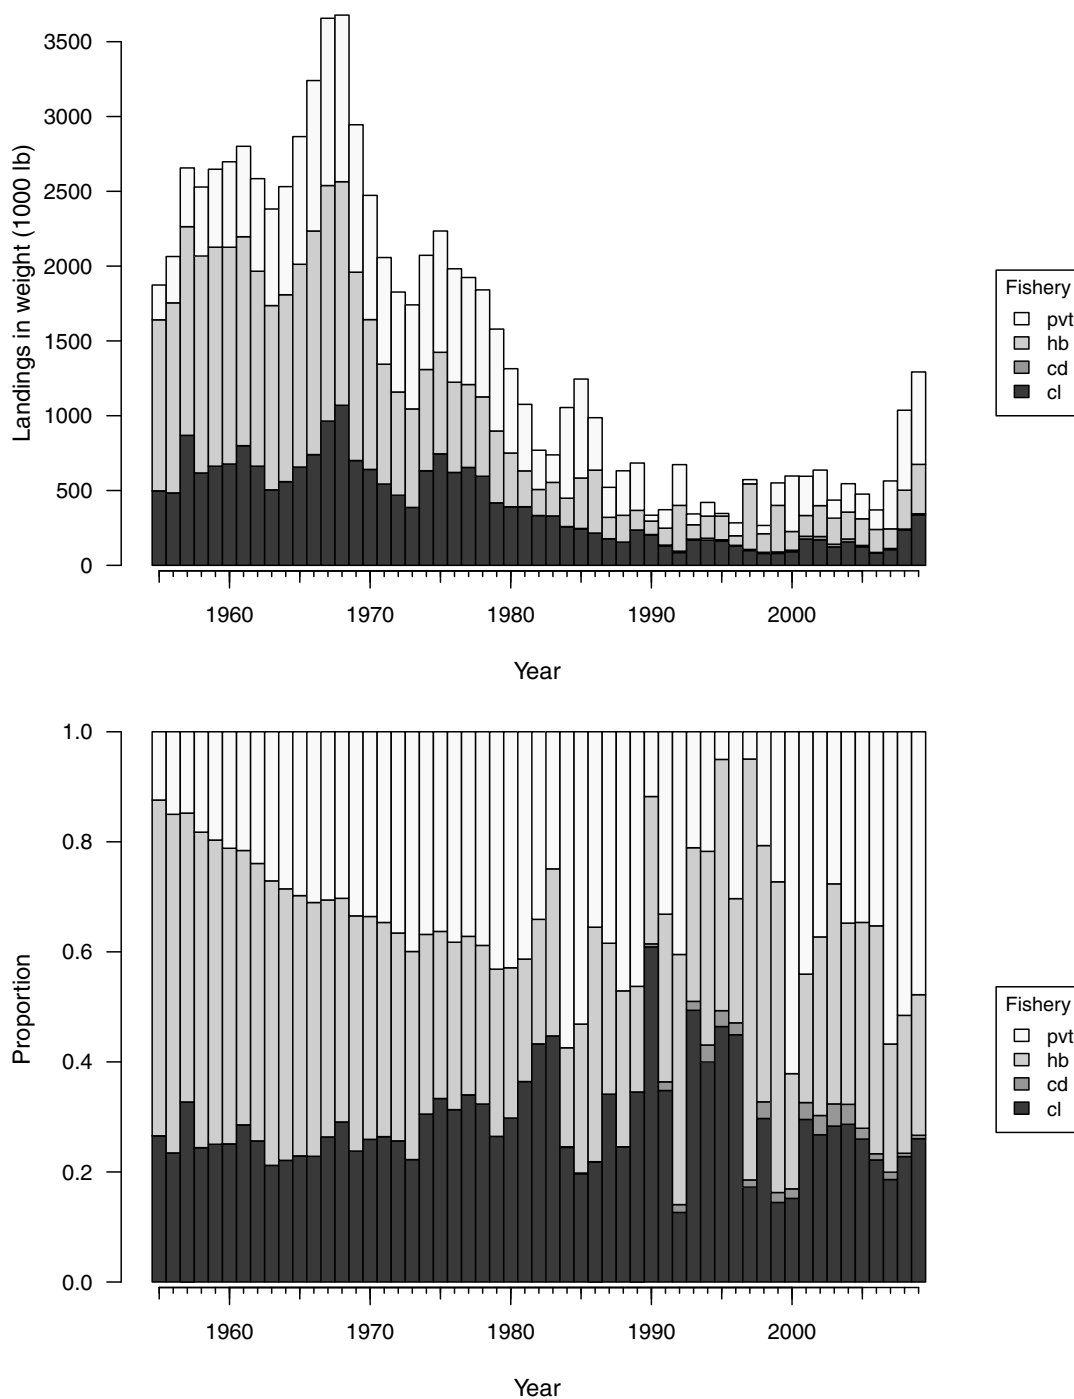 Landings in weight (1000 lb)
3500
3000
2500
2000
1500
1000
500
0
1960 1970 1980 1990 2000
Year
Fishery
pvt
hb
cd
cl
Proportion
1.0
0.8
0.6
0.4
0.2
0.0
1960 1970 1980 1990 2000
Year
Fishery
pvt
hb
cd
cl